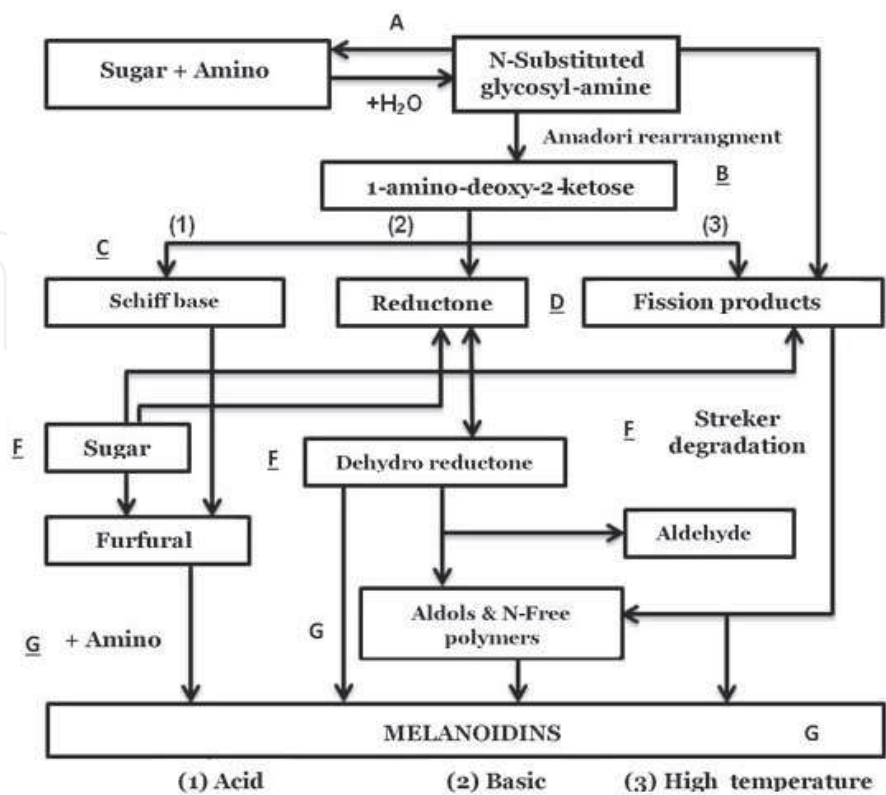 A
Sugar + Amino
N-Substituted
glycosyl-amine
+H₂O
Amadori rearrangment
1-amino-deoxy-2-ketose
B
(1)
(2)
(3)
C
Schiff base
Reductone
D
Fission products
F
Sugar
F
Dehydro reductone
F
Streker
degradation
Furfural
Aldehyde
Aldols & N-Free
polymers
G
+ Amino
G
MELANOIDINS
G
(1) Acid
(2) Basic
(3) High temperature